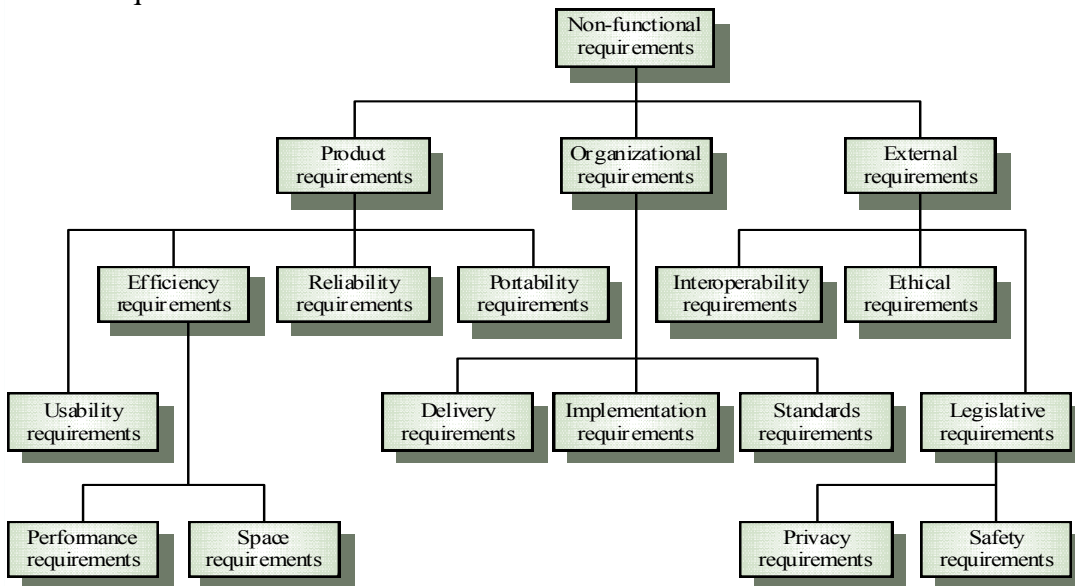 Non-functional
requirements
Product
requirements
Organizational
requirements
External
requirements
Efficiency
requirements
Reliability
requirements
Portability
requirements
Interoperability
requirements
Ethical
requirements
Usability
requirements
Delivery
requirements
Implementation
requirements
Standards
requirements
Legislative
requirements
Performance
requirements
Space
requirements
Privacy
requirements
Safety
requirements